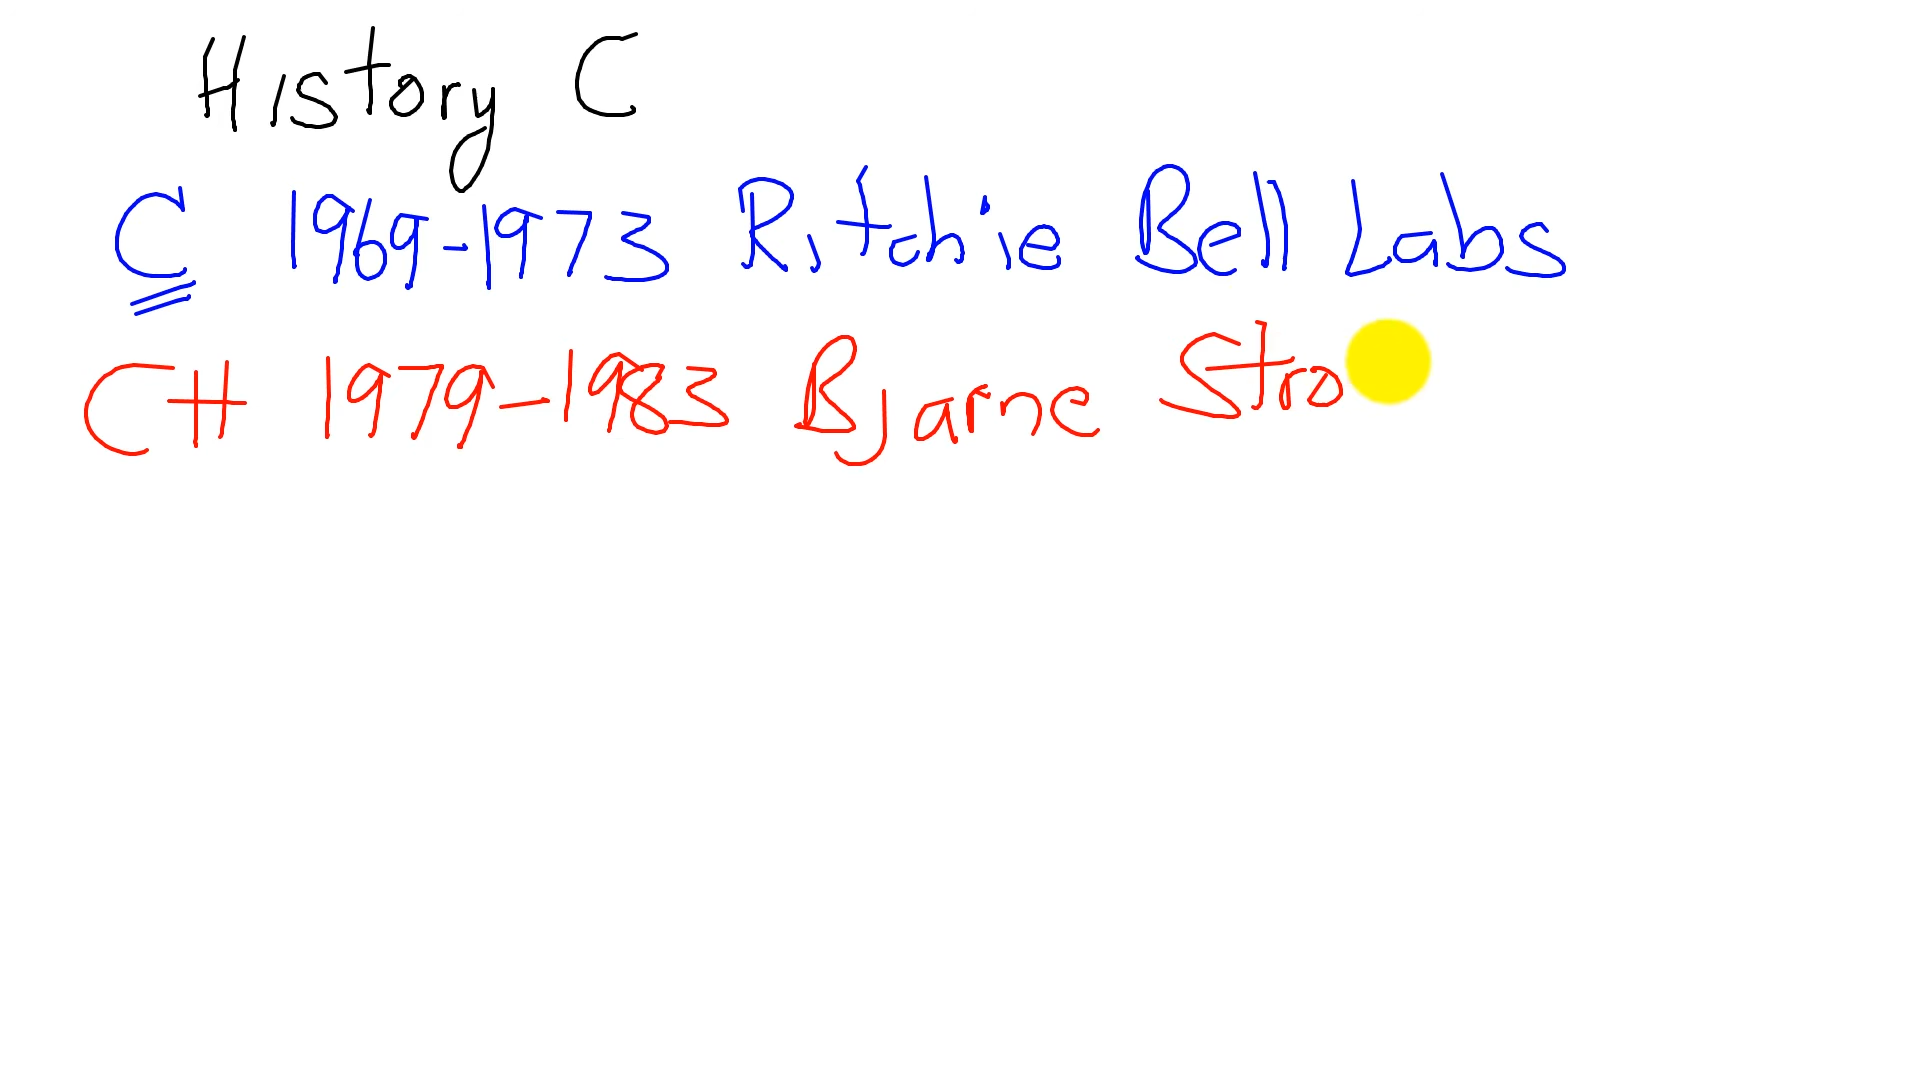 History C
C 1969-1973 Ritchie Bell Labs
C++ 1979-1983 Bjarne Stro